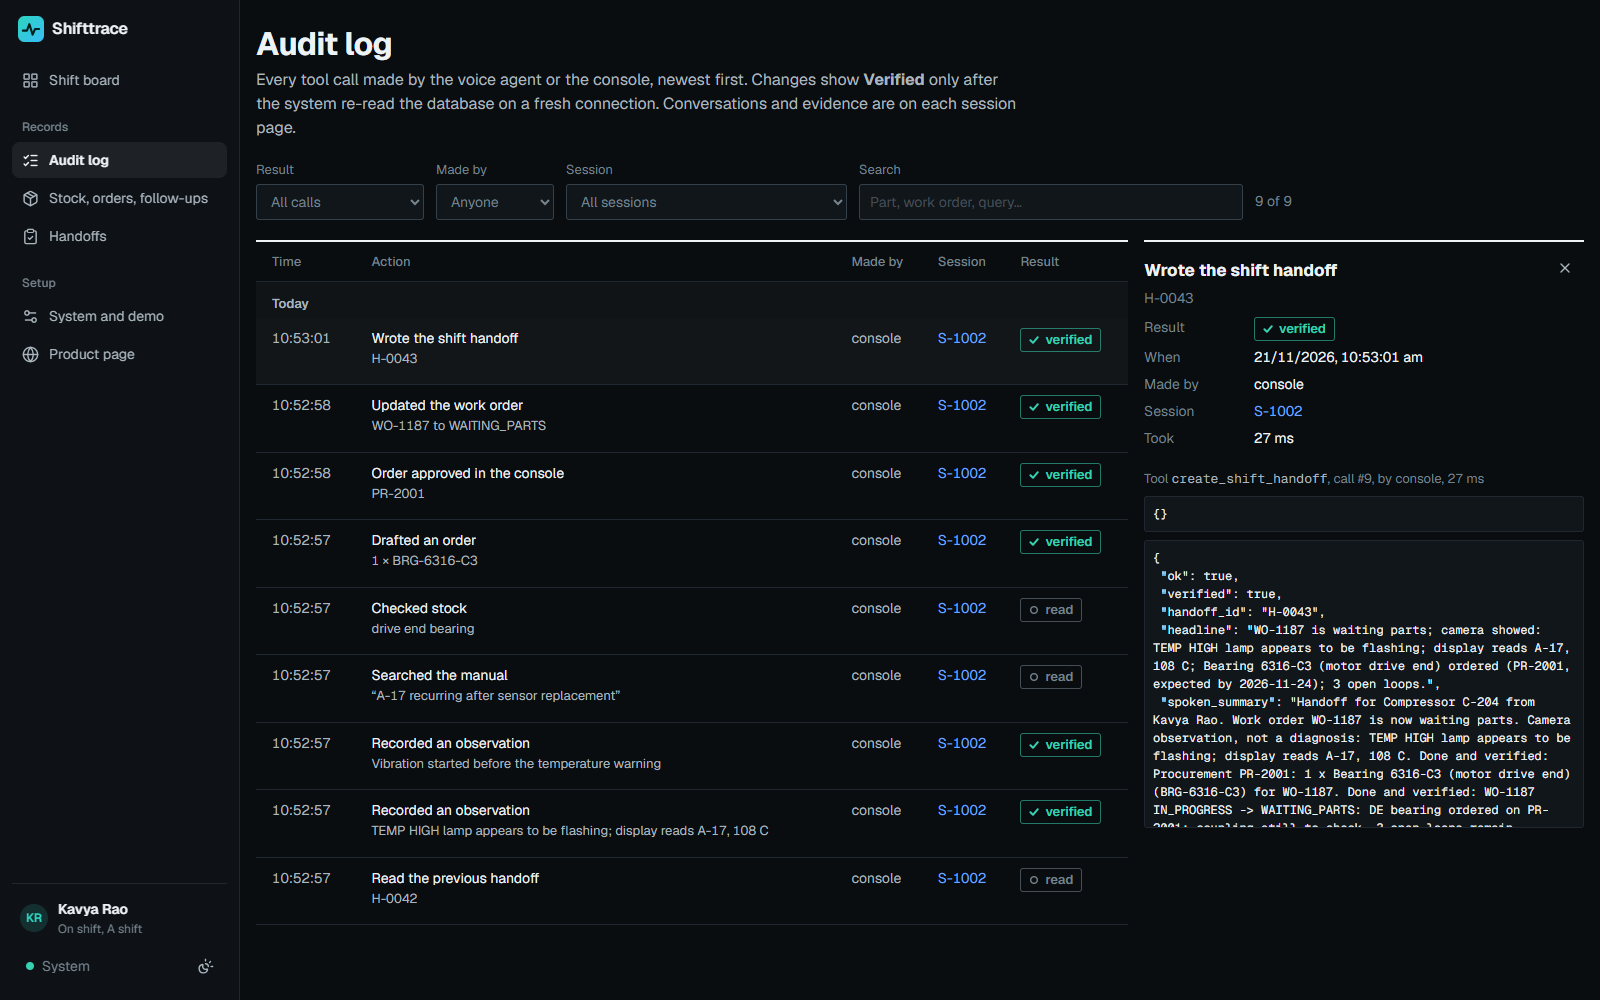 Shifttrace
Shift board
Records
Audit log
Stock, orders, follow-ups
Handoffs
Setup
System and demo
Product page
KR
Kavya Rao
On shift, A shift
System
Audit log
Every tool call made by the voice agent or the console, newest first. Changes show Verified only after
the system re-read the database on a fresh connection. Conversations and evidence are on each session
page.
Result Made by Session Search
All calls Anyone All sessions Part, work order, query... 9 of 9
Time Action Made by Session Result
Today
10:53:01 Wrote the shift handoff console S-1002 verified
H-0043
10:52:58 Updated the work order console S-1002 verified
WO-1187 to WAITING_PARTS
10:52:58 Order approved in the console console S-1002 verified
PR-2001
10:52:57 Drafted an order console S-1002 verified
1 × BRG-6316-C3
10:52:57 Checked stock console S-1002 read
drive end bearing
10:52:57 Searched the manual console S-1002 read
“A-17 recurring after sensor replacement”
10:52:57 Recorded an observation console S-1002 verified
Vibration started before the temperature warning
10:52:57 Recorded an observation console S-1002 verified
TEMP HIGH lamp appears to be flashing; display reads A-17, 108 C
10:52:57 Read the previous handoff console S-1002 read
H-0042
Wrote the shift handoff
H-0043
Result verified
When 21/11/2026, 10:53:01 am
Made by console
Session S-1002
Took 27 ms
Tool create_shift_handoff, call #9, by console, 27 ms
{}
{
"ok": true,
"verified": true,
"handoff_id": "H-0043",
"headline": "WO-1187 is waiting parts; camera showed:
TEMP HIGH lamp appears to be flashing; display reads A-17,
108 C; Bearing 6316-C3 (motor drive end) ordered (PR-2001,
expected by 2026-11-24); 3 open loops.",
"spoken_summary": "Handoff for Compressor C-204 from
Kavya Rao. Work order WO-1187 is now waiting parts. Camera
observation, not a diagnosis: TEMP HIGH lamp appears to be
flashing; display reads A-17, 108 C. Done and verified:
Procurement PR-2001: 1 x Bearing 6316-C3 (motor drive end)
(BRG-6316-C3) for WO-1187. Done and verified: WO-1187
IN_PROGRESS -> WAITING_PARTS: DE bearing ordered on PR-
2001; coupling still to check. 3 open loops remain.